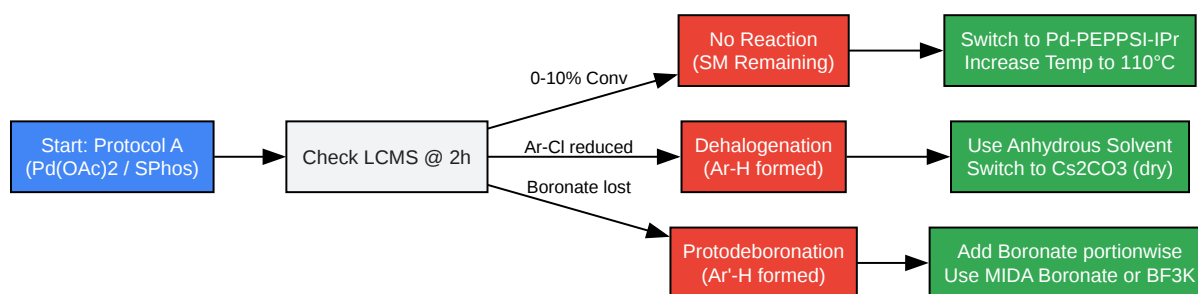 Start: Protocol A
(Pd(OAc)2 / SPhos)
Check LCMS @ 2h
0-10% Conv
No Reaction
(SM Remaining)
Switch to Pd-PEPPSI-IPr
Increase Temp to 110°C
Ar-Cl reduced
Dehalogenation
(Ar-H formed)
Use Anhydrous Solvent
Switch to Cs2CO3 (dry)
Boronate lost
Protodeboronation
(Ar'-H formed)
Add Boronate portionwise
Use MIDA Boronate or BF3K